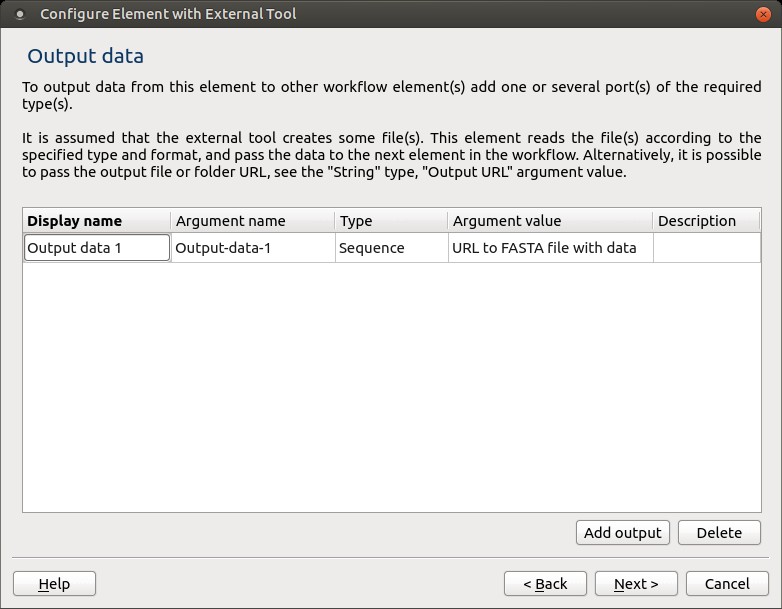 Configure Element with External Tool
Output data
To output data from this element to other workflow element(s) add one or several port(s) of the required
type(s).
It is assumed that the external tool creates some file(s). This element reads the file(s) according to the
specified type and format, and pass the data to the next element in the workflow. Alternatively, it is possible
to pass the output file or folder URL, see the "String" type, "Output URL" argument value.
Display name Argument name Type Argument value Description
Output data 1 Output-data-1 Sequence URL to FASTA file with data
Add output Delete
Help < Back Next > Cancel